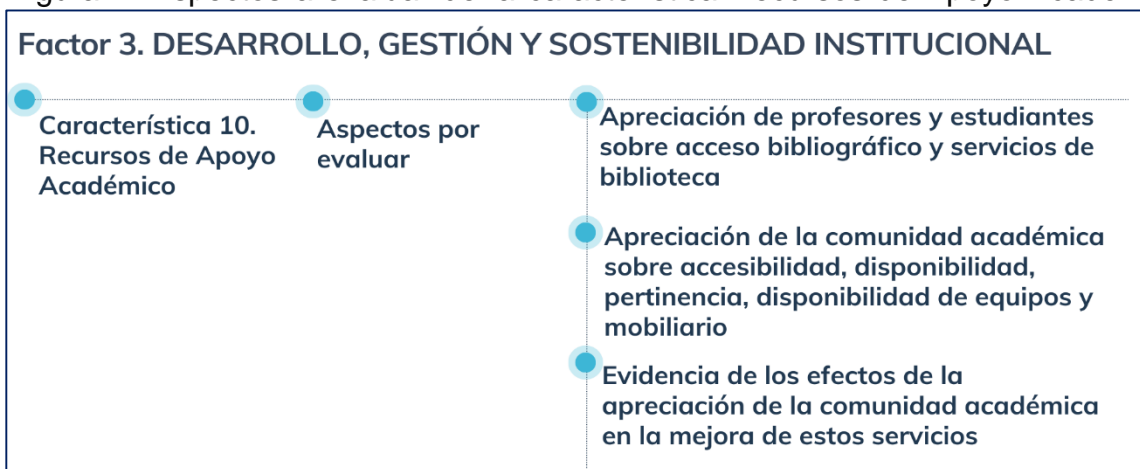 Factor 3. DESARROLLO, GESTIÓN Y SOSTENIBILIDAD INSTITUCIONAL
Característica 10.
Recursos de Apoyo
Académico
Aspectos por
evaluar
Apreciación de profesores y estudiantes
sobre acceso bibliográfico y servicios de
biblioteca
Apreciación de la comunidad académica
sobre accesibilidad, disponibilidad,
pertinencia, disponibilidad de equipos y
mobiliario
Evidencia de los efectos de la
apreciación de la comunidad académica
en la mejora de estos servicios